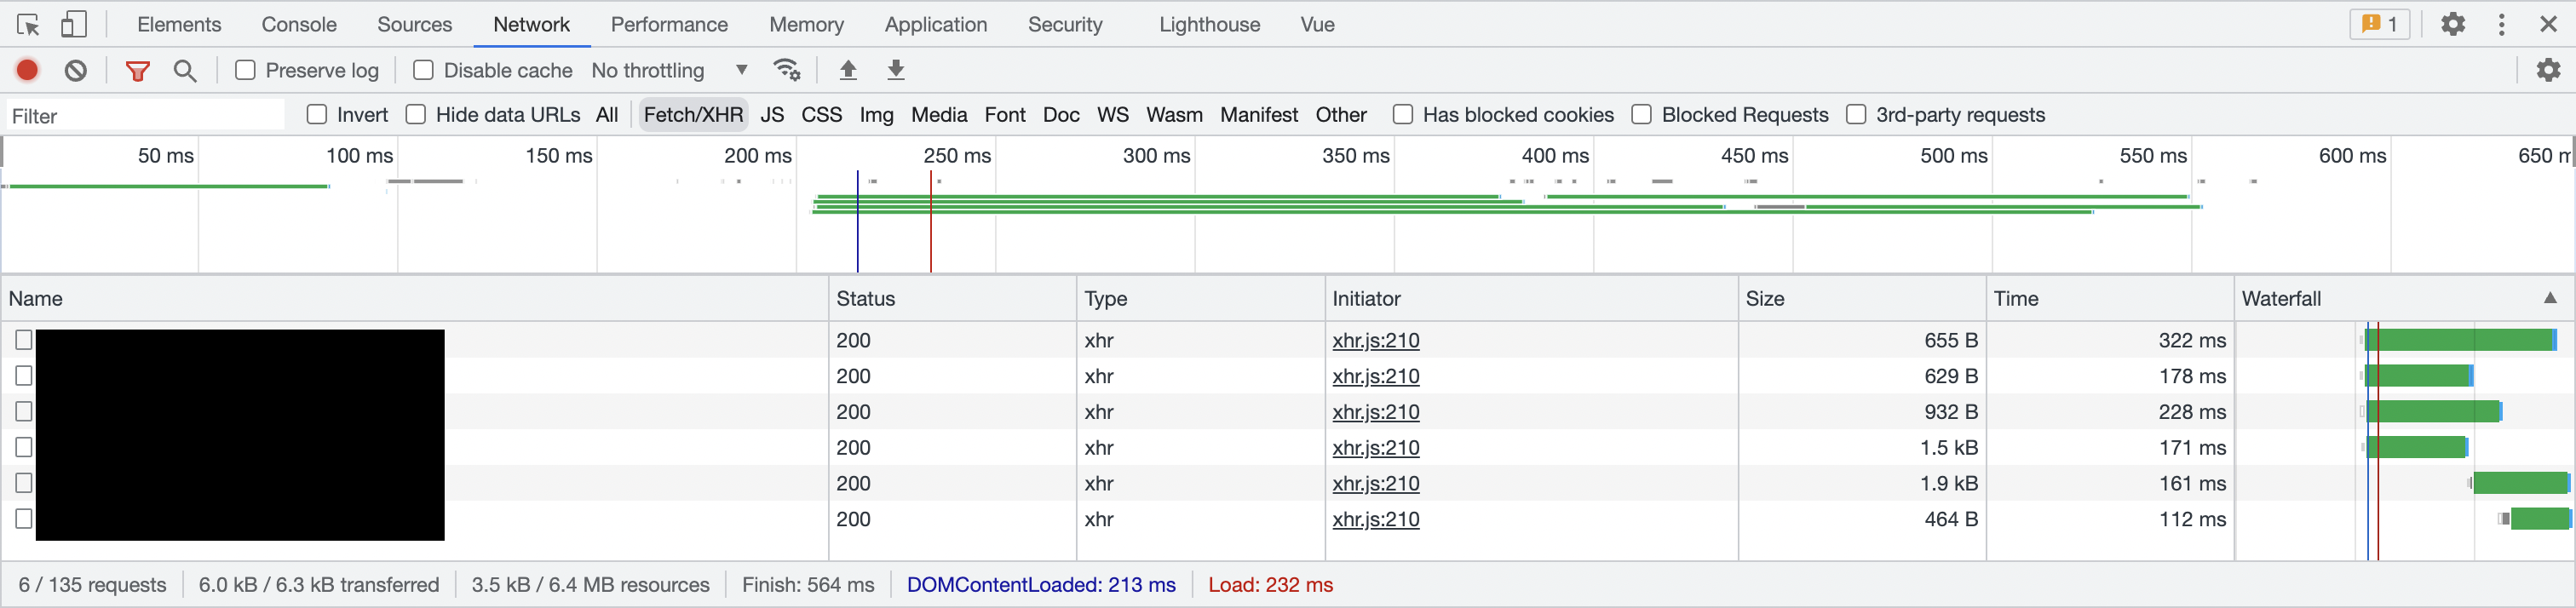 Elements Console Sources Network Performance Memory Application Security Lighthouse Vue 1
Preserve log Disable cache No throttling
Filter Invert Hide data URLs All Fetch/XHR JS CSS Img Media Font Doc WS Wasm Manifest Other Has blocked cookies Blocked Requests 3rd-party requests
50 ms 100 ms 150 ms 200 ms 250 ms 300 ms 350 ms 400 ms 450 ms 500 ms 550 ms 600 ms 650 m
Name Status Type Initiator Size Time Waterfall
200 xhr xhr.js:210 655 B 322 ms
200 xhr xhr.js:210 629 B 178 ms
200 xhr xhr.js:210 932 B 228 ms
200 xhr xhr.js:210 1.5 kB 171 ms
200 xhr xhr.js:210 1.9 kB 161 ms
200 xhr xhr.js:210 464 B 112 ms
6 / 135 requests 6.0 kB / 6.3 kB transferred 3.5 kB / 6.4 MB resources Finish: 564 ms DOMContentLoaded: 213 ms Load: 232 ms